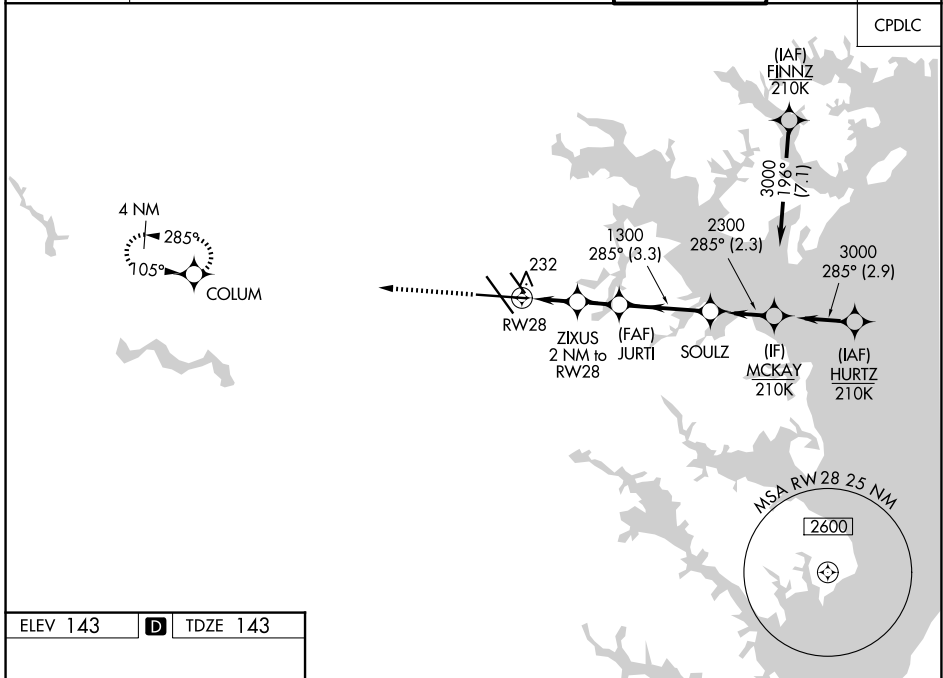 CPDLC
(IAF)
FINNZ
210K
3000
196°
(7.1)
4 NM
285°
105°
COLUM
232
RW28
1300
285° (3.3)
2300
285° (2.3)
3000
285° (2.9)
ZIXUS
2 NM to
RW28
(FAF)
JURTI
SOULZ
(IF)
MCKAY
210K
(IAF)
HURTZ
210K
MSA RW28 25 NM
2600
ELEV 143 D TDZE 143